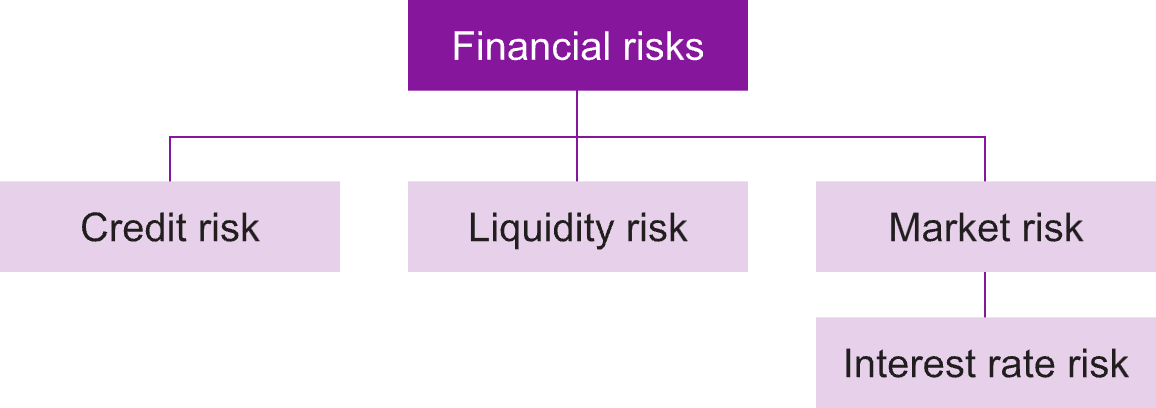 Financial risks
Credit risk
Liquidity risk
Market risk
Interest rate risk